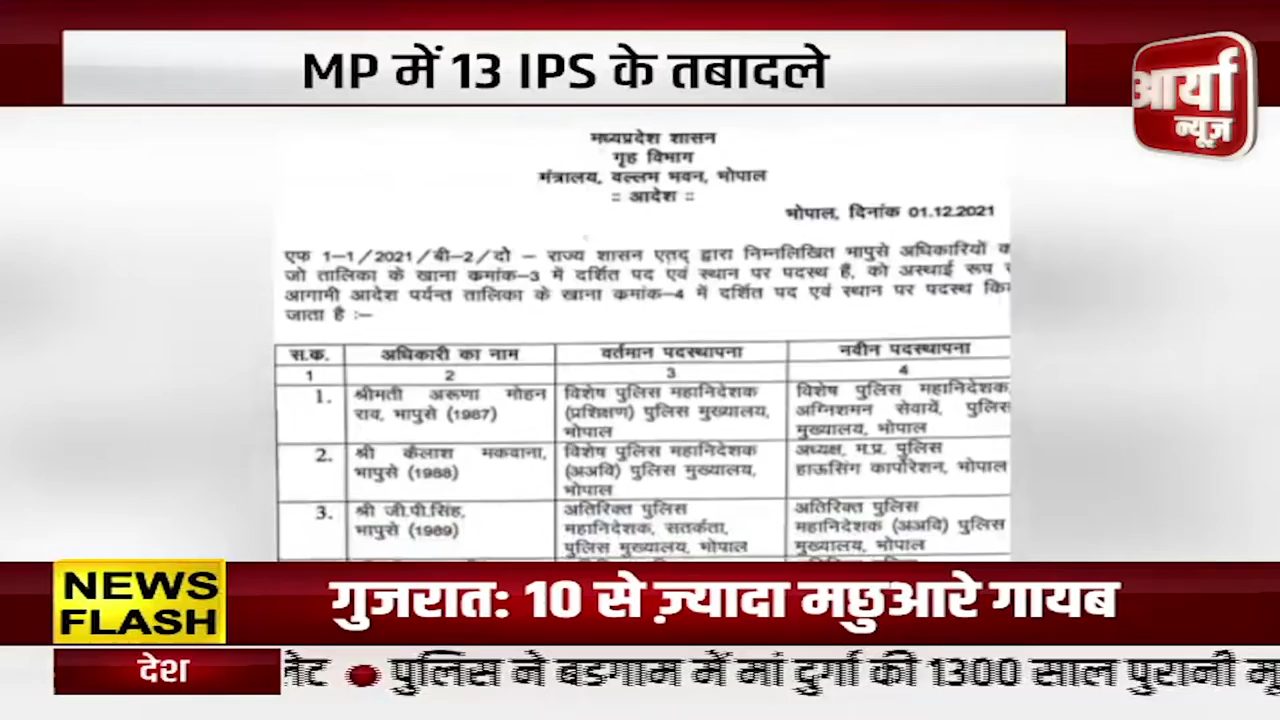 MP में 13 IPS के तबादले
आर्या
न्यूज़
मध्यप्रदेश शासन
गृह विभाग
मंत्रालय, वल्लभ भवन, भोपाल
:: आदेश ::
भोपाल, दिनांक 01.12.2021
एफ 1–1/2021/बी–2/दो – राज्य शासन एतद् द्वारा निम्नलिखित भापुसे अधिकारियों
जो तालिका के खाना कमांक–3 में दर्शित पद एवं स्थान पर पदस्थ हैं, को अस्थाई रूप
आगामी आदेश पर्यन्त तालिका के खाना कमांक–4 में दर्शित पद एवं स्थान पर पदस्थ
जाता है :–
स.क. अधिकारी का नाम वर्तमान पदस्थापना नवीन पदस्थापना
1 2 3 4
1. श्रीमती अरूणा मोहन विशेष पुलिस महानिदेशक विशेष पुलिस महानिदेशक,
राव, भापुसे (1987) (प्रशिक्षण) पुलिस मुख्यालय, अग्निशमन सेवायें, पुलिस
भोपाल मुख्यालय, भोपाल
2. श्री कैलाश मकवाना, विशेष पुलिस महानिदेशक अध्यक्ष, म.प्र. पुलिस
भापुसे (1988) (अअवि) पुलिस मुख्यालय, हाऊसिंग कार्पोरेशन, भोपाल
भोपाल
3. श्री जी.पी.सिंह, अतिरिक्त पुलिस अतिरिक्त पुलिस
भापुसे (1989) महानिदेशक, सतर्कता, महानिदेशक (अअवि) पुलिस
पुलिस मुख्यालय, भोपाल मुख्यालय, भोपाल
NEWS
FLASH
गुजरात: 10 से ज़्यादा मछुआरे गायब
देश
पुलिस ने बडगाम में मां दुर्गा की 1300 साल पुरानी